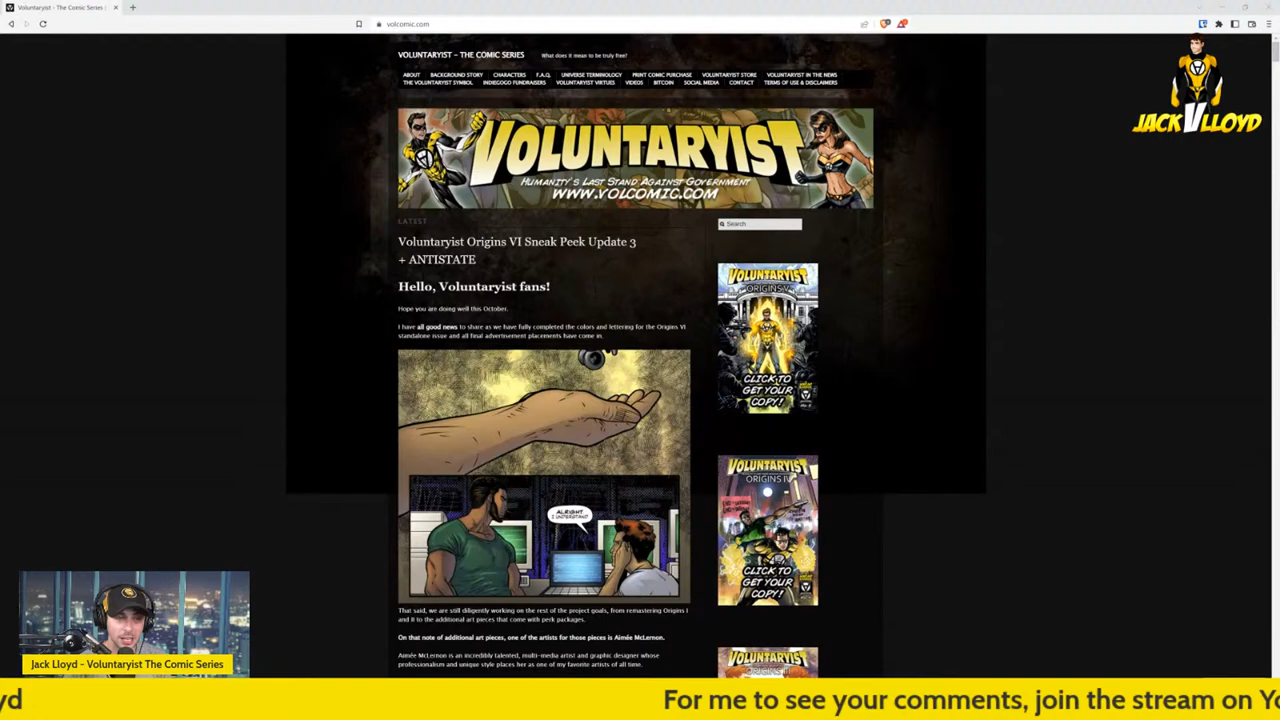 Voluntaryist - The Comic Series
volcomic.com
VOLUNTARYIST – THE COMIC SERIES
What does it mean to be truly free?
ABOUT BACKGROUND STORY CHARACTERS F.A.Q. UNIVERSE TERMINOLOGY PRINT COMIC PURCHASE VOLUNTARYIST STORE VOLUNTARYIST IN THE NEWS
THE VOLUNTARYIST SYMBOL INDIEGOGO FUNDRAISERS VOLUNTARYIST VIRTUES VIDEOS BITCOIN SOCIAL MEDIA CONTACT TERMS OF USE & DISCLAIMERS
JACK V LLOYD
VOLUNTARYIST
HUMANITY'S LAST STAND AGAINST GOVERNMENT
WWW.VOLCOMIC.COM
LATEST
Search
Voluntaryist Origins VI Sneak Peek Update 3
+ ANTISTATE
Hello, Voluntaryist fans!
Hope you are doing well this October.
I have all good news to share as we have fully completed the colors and lettering for the Origins VI
standalone issue and all final advertisement placements have come in.
VOLUNTARYIST
ORIGINS V
CLICK TO
GET YOUR
COPY!
VOLUNTARYIST
ORIGINS IV
CLICK TO
GET YOUR
COPY!
ALRIGHT
I UNDERSTAND.
That said, we are still diligently working on the rest of the project goals, from remastering Origins I
and II to the additional art pieces that come with perk packages.
On that note of additional art pieces, one of the artists for those pieces is Aimée McLernon.
Aimée McLernon is an incredibly talented, multi-media artist and graphic designer whose
professionalism and unique style places her as one of my favorite artists of all time.
VOLUNTARYIST
Jack Lloyd - Voluntaryist The Comic Series
yd For me to see your comments, join the stream on Yo